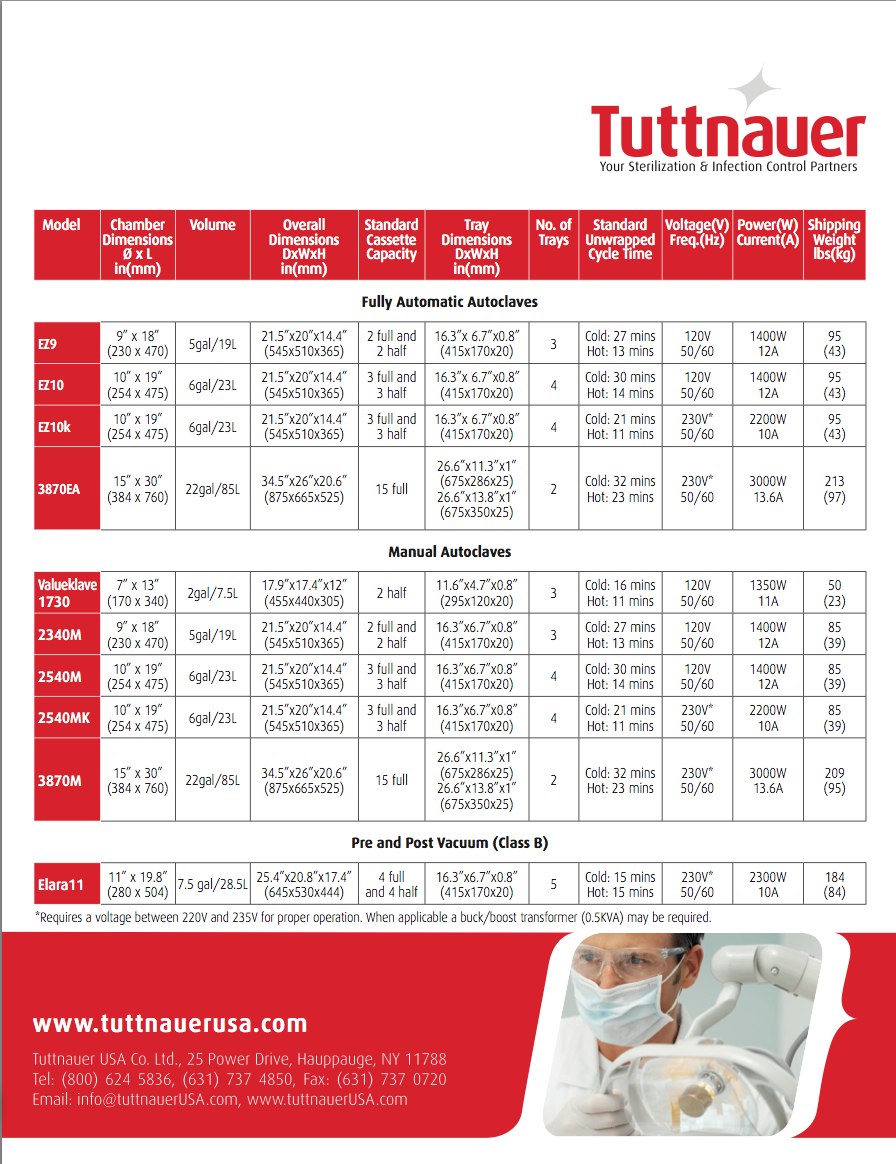 Tuttnauer
Your Sterilization & Infection Control Partners
Model Chamber Dimensions Ø x L in(mm) Volume Overall Dimensions DxWxH in(mm) Standard Cassette Capacity Tray Dimensions DxWxH in(mm) No. of Trays Standard Unwrapped Cycle Time Voltage(V) Freq.(Hz) Power(W) Current(A) Shipping Weight lbs(kg)
Fully Automatic Autoclaves
EZ9 9” x 18” (230 x 470) 5gal/19L 21.5”x20”x14.4” (545x510x365) 2 full and 2 half 16.3”x 6.7”x0.8” (415x170x20) 3 Cold: 27 mins Hot: 13 mins 120V 50/60 1400W 12A 95 (43)
EZ10 10” x 19” (254 x 475) 6gal/23L 21.5”x20”x14.4” (545x510x365) 3 full and 3 half 16.3”x 6.7”x0.8” (415x170x20) 4 Cold: 30 mins Hot: 14 mins 120V 50/60 1400W 12A 95 (43)
EZ10k 10” x 19” (254 x 475) 6gal/23L 21.5”x20”x14.4” (545x510x365) 3 full and 3 half 16.3”x 6.7”x0.8” (415x170x20) 4 Cold: 21 mins Hot: 11 mins 230V* 50/60 2200W 10A 95 (43)
3870EA 15” x 30” (384 x 760) 22gal/85L 34.5”x26”x20.6” (875x665x525) 15 full 26.6”x11.3”x1” (675x286x25) 26.6”x13.8”x1” (675x350x25) 2 Cold: 32 mins Hot: 23 mins 230V* 50/60 3000W 13.6A 213 (97)
Manual Autoclaves
Valueklave 1730 7” x 13” (170 x 340) 2gal/7.5L 17.9”x17.4”x12” (455x440x305) 2 half 11.6”x4.7”x0.8” (295x120x20) 3 Cold: 16 mins Hot: 11 mins 120V 50/60 1350W 11A 50 (23)
2340M 9” x 18” (230 x 470) 5gal/19L 21.5”x20”x14.4” (545x510x365) 2 full and 2 half 16.3”x6.7”x0.8” (415x170x20) 3 Cold: 27 mins Hot: 13 mins 120V 50/60 1400W 12A 85 (39)
2540M 10” x 19” (254 x 475) 6gal/23L 21.5”x20”x14.4” (545x510x365) 3 full and 3 half 16.3”x6.7”x0.8” (415x170x20) 4 Cold: 30 mins Hot: 14 mins 120V 50/60 1400W 12A 85 (39)
2540MK 10” x 19” (254 x 475) 6gal/23L 21.5”x20”x14.4” (545x510x365) 3 full and 3 half 16.3”x6.7”x0.8” (415x170x20) 4 Cold: 21 mins Hot: 11 mins 230V* 50/60 2200W 10A 85 (39)
3870M 15” x 30” (384 x 760) 22gal/85L 34.5”x26”x20.6” (875x665x525) 15 full 26.6”x11.3”x1” (675x286x25) 26.6”x13.8”x1” (675x350x25) 2 Cold: 32 mins Hot: 23 mins 230V* 50/60 3000W 13.6A 209 (95)
Pre and Post Vacuum (Class B)
Elara11 11” x 19.8” (280 x 504) 7.5 gal/28.5L 25.4”x20.8”x17.4” (645x530x444) 4 full and 4 half 16.3”x6.7”x0.8” (415x170x20) 5 Cold: 15 mins Hot: 15 mins 230V* 50/60 2300W 10A 184 (84)
*Requires a voltage between 220V and 235V for proper operation. When applicable a buck/boost transformer (0.5KVA) may be required.
www.tuttnauerusa.com
Tuttnauer USA Co. Ltd., 25 Power Drive, Hauppauge, NY 11788
Tel: (800) 624 5836, (631) 737 4850, Fax: (631) 737 0720
Email: info@tuttnauerUSA.com, www.tuttnauerUSA.com